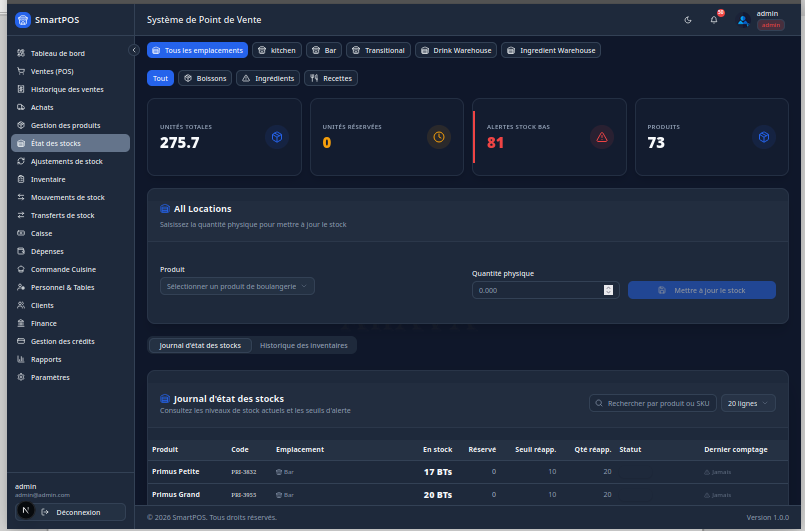 SmartPOS
Système de Point de Vente
admin
admin
Tableau de bord
Ventes (POS)
Historique des ventes
Achats
Gestion des produits
État des stocks
Ajustements de stock
Inventaire
Mouvements de stock
Transferts de stock
Caisse
Dépenses
Commande Cuisine
Personnel & Tables
Clients
Finance
Gestion des crédits
Rapports
Paramètres
admin
admin@admin.com
N
Déconnexion
Tous les emplacements
kitchen
Bar
Transitional
Drink Warehouse
Ingredient Warehouse
Tout
Boissons
Ingrédients
Recettes
UNITÉS TOTALES
275.7
UNITÉS RÉSERVÉES
0
ALERTES STOCK BAS
81
PRODUITS
73
All Locations
Saisissez la quantité physique pour mettre à jour le stock
Produit
Sélectionner un produit de boulangerie
Quantité physique
0.000
Mettre à jour le stock
Journal d'état des stocks
Historique des inventaires
Journal d'état des stocks
Consultez les niveaux de stock actuels et les seuils d'alerte
Rechercher par produit ou SKU
20 lignes
Produit Code Emplacement En stock Réservé Seuil réapp. Qté réapp. Statut Dernier comptage
Primus Petite PRI-3832 Bar 17 BTs 0 10 20 Jamais
Primus Grand PRI-3955 Bar 20 BTs 0 10 20 Jamais
© 2026 SmartPOS. Tous droits réservés.
Version 1.0.0